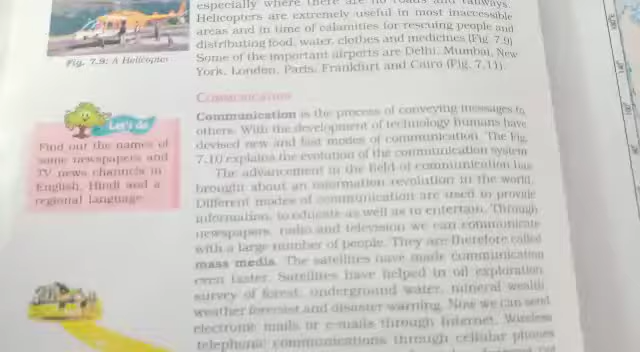 especially where there are no roads and railways.
Helicopters are extremely useful in most inaccessible
areas and in time of calamities for rescuing people and
distributing food, water, clothes and medicines (Fig. 7.9)
Some of the important airports are Delhi, Mumbai, New
York, London, Paris, Frankfurt and Cairo (Fig. 7.11).
Fig. 7.9: A Helicopter
Communication
Communication is the process of conveying messages to
others. With the development of technology humans have
devised new and fast modes of communication. The Fig.
7.10 explains the evolution of the communication system
The advancement in the field of communication has
brought about an information revolution in the world.
Different modes of communication are used to provide
information, to educate as well as to entertain. Through
newspapers, radio and television we can communicate
with a large number of people. They are therefore called
mass media. The satellites have made communication
even faster. Satellites have helped in oil exploration,
survey of forest, underground water, mineral wealth
weather forecast and disaster warning. Now we can send
electronic mails or e-mails through Internet. Wireless
telephonic communications through cellular phones
Let's do
Find out the names of
some newspapers and
TV news channels in
English, Hindi and a
regional language.